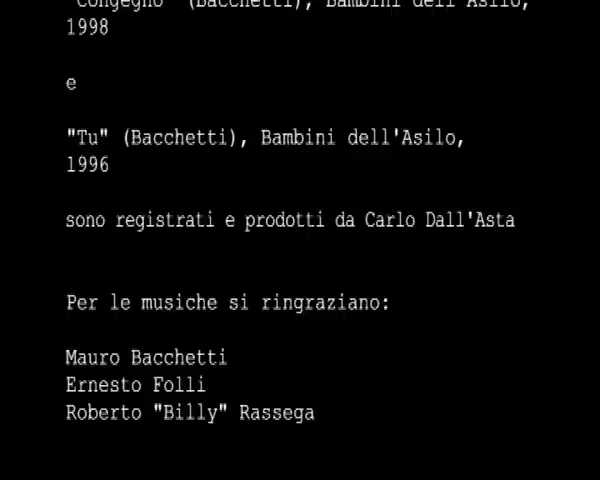 "Congegno" (Bacchetti), Bambini dell'Asilo,
1998
e
"Tu" (Bacchetti), Bambini dell'Asilo,
1996
sono registrati e prodotti da Carlo Dall'Asta
Per le musiche si ringraziano:
Mauro Bacchetti
Ernesto Folli
Roberto "Billy" Rassega